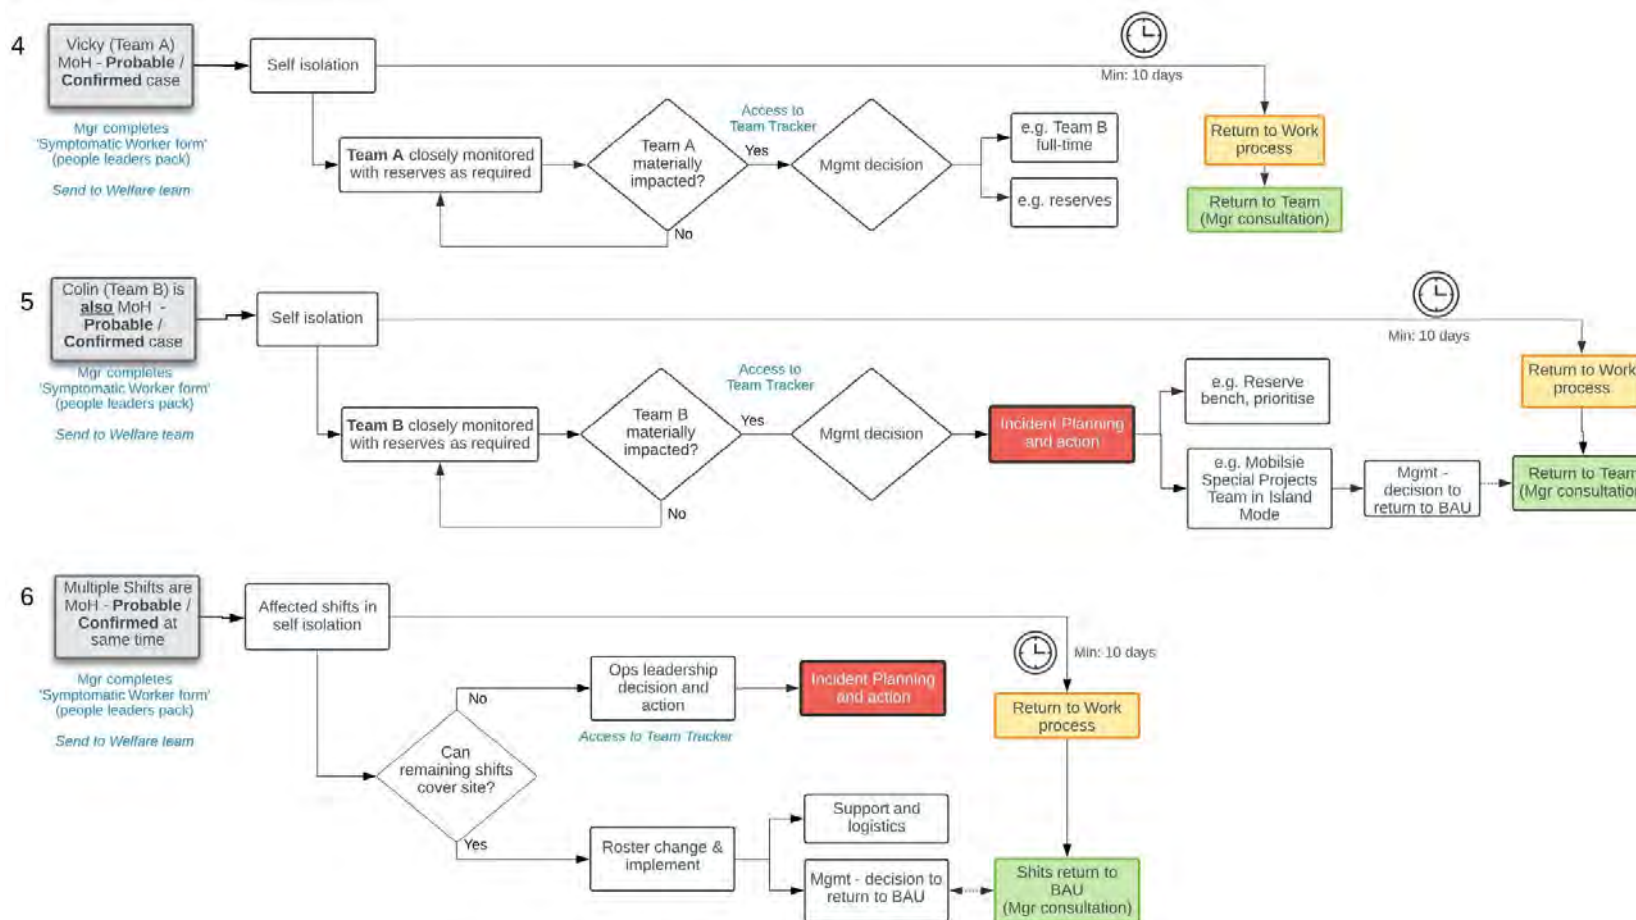 4
Vicky (Team A)
MoH - Probable /
Confirmed case
Mgr completes
'Symptomatic Worker form'
(people leaders pack)
Send to Welfare team
Self isolation
Team A closely monitored
with reserves as required
Team A
materially
impacted?
No
Access to
Team Tracker
Yes
Mgmt decision
e.g. Team B
full-time
e.g. reserves
Min: 10 days
Return to Work
process
Return to Team
(Mgr consultation)
5
Colin (Team B) is
also MoH -
Probable /
Confirmed case
Mgr completes
'Symptomatic Worker form'
(people leaders pack)
Send to Welfare team
Self isolation
Team B closely monitored
with reserves as required
Team B
materially
impacted?
No
Access to
Team Tracker
Yes
Mgmt decision
Incident Planning
and action
e.g. Reserve
bench, prioritise
e.g. Mobilsie
Special Projects
Team in Island
Mode
Mgmt -
decision to
return to BAU
Min: 10 days
Return to Work
process
Return to Team
(Mgr consultation
6
Multiple Shifts are
MoH - Probable /
Confirmed at
same time
Mgr completes
'Symptomatic Worker form'
(people leaders pack)
Send to Welfare team
Affected shifts in
self isolation
Can
remaining shifts
cover site?
No
Ops leadership
decision and
action
Access to Team Tracker
Incident Planning
and action
Yes
Roster change &
implement
Support and
logistics
Mgmt - decision to
return to BAU
Min: 10 days
Return to Work
process
Shits return to
BAU
(Mgr consultation)